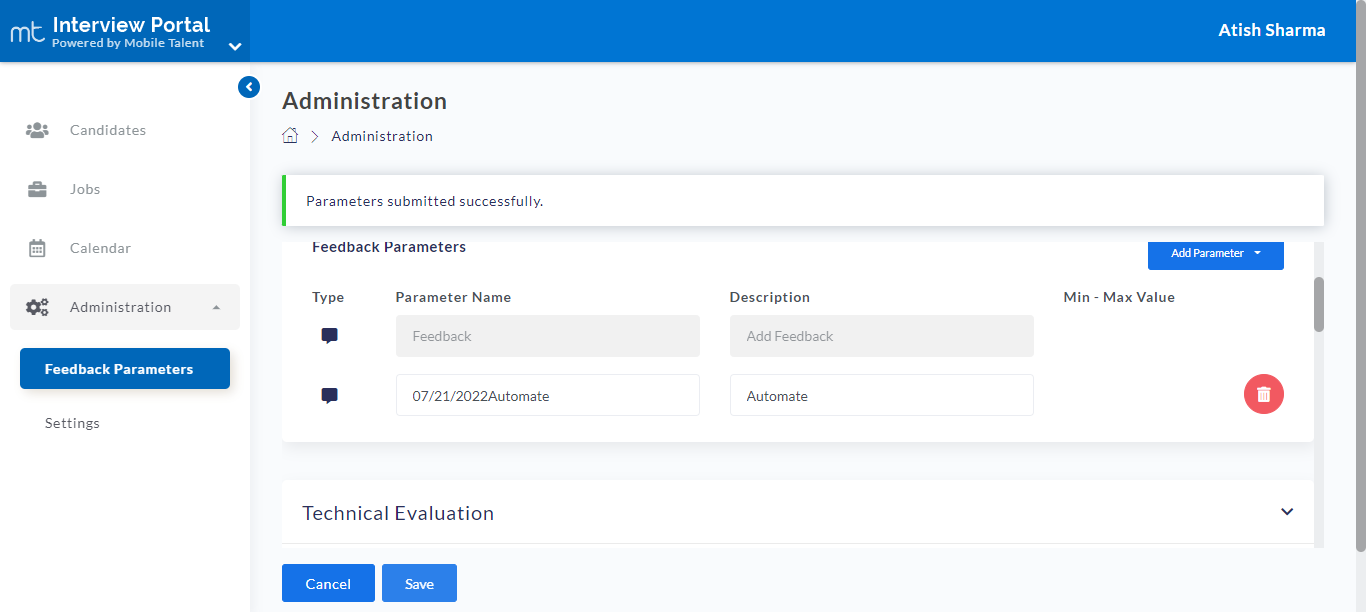 mt Interview Portal
Powered by Mobile Talent
Atish Sharma
Candidates
Jobs
Calendar
Administration
Feedback Parameters
Settings
Administration
Administration
Parameters submitted successfully.
Feedback Parameters
Add Parameter
Type Parameter Name Description Min - Max Value
Feedback Add Feedback
07/21/2022Automate Automate
Technical Evaluation
Cancel Save